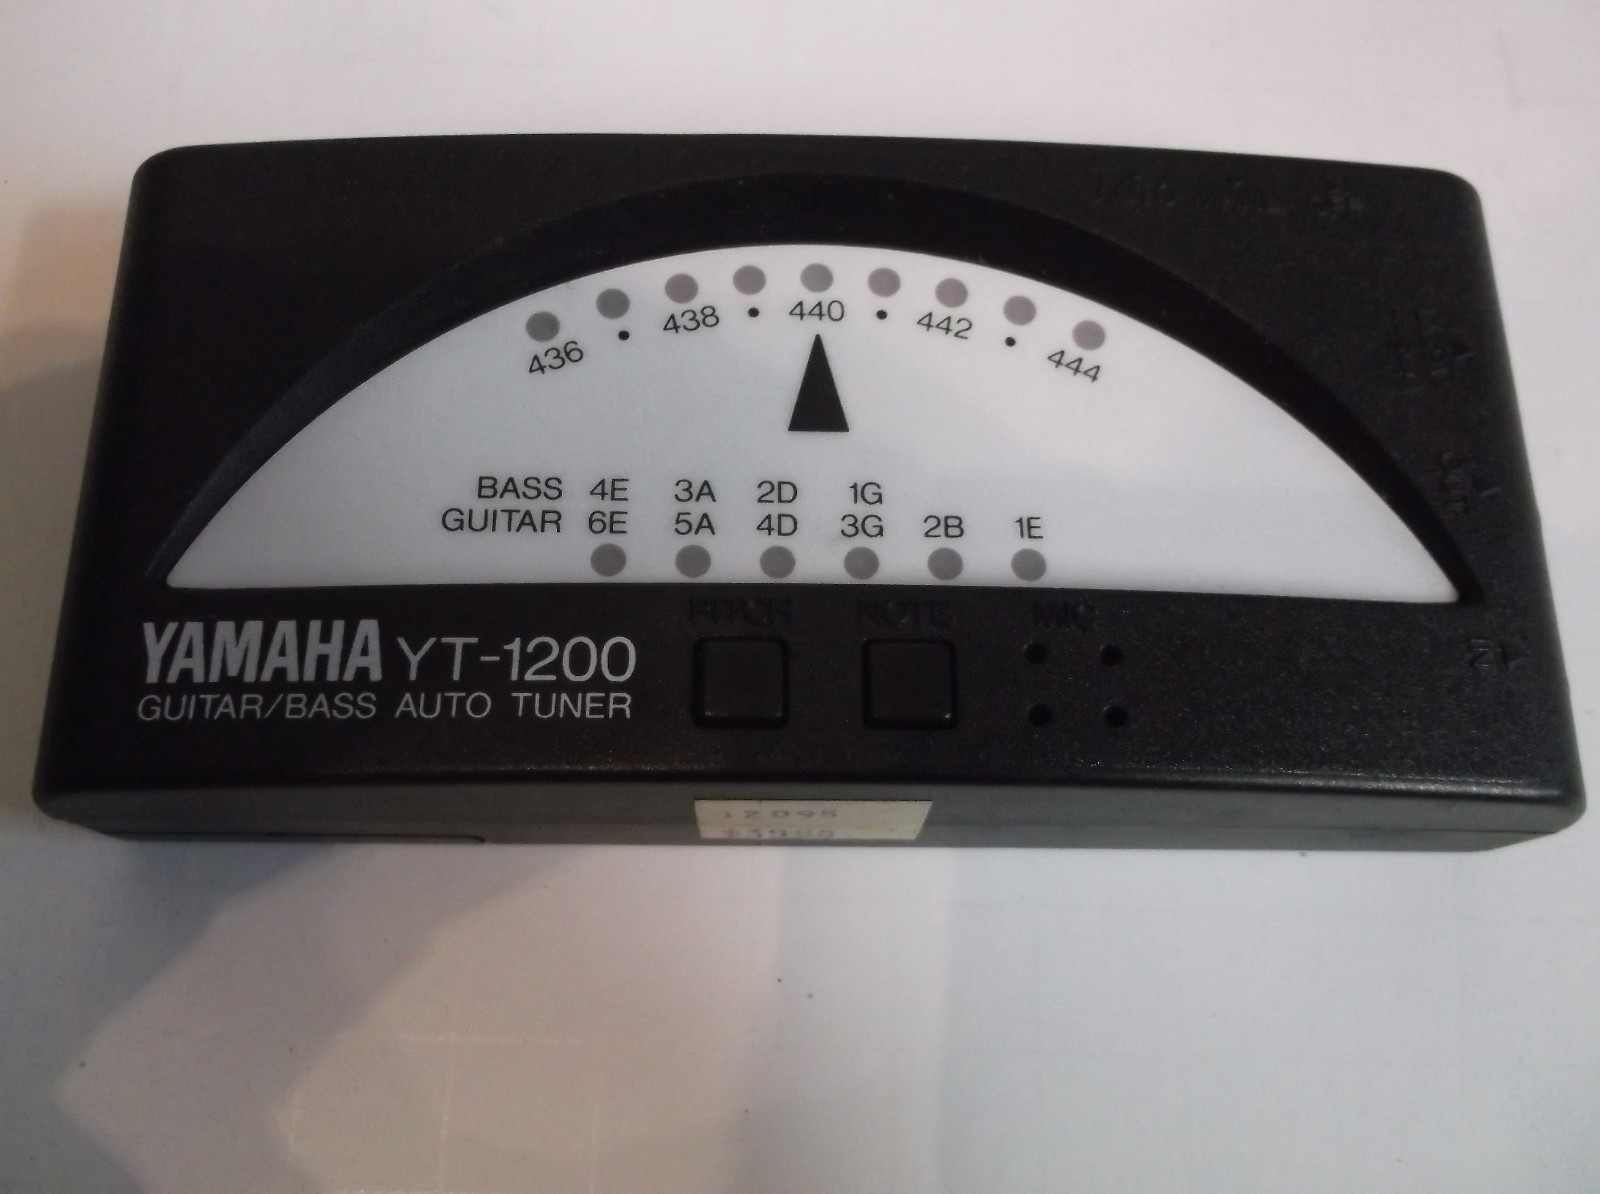 436 438 440 442 444
BASS 4E 3A 2D 1G
GUITAR 6E 5A 4D 3G 2B 1E
PITCH NOTE MIC
YAMAHA YT-1200
GUITAR/BASS AUTO TUNER
IN
12095